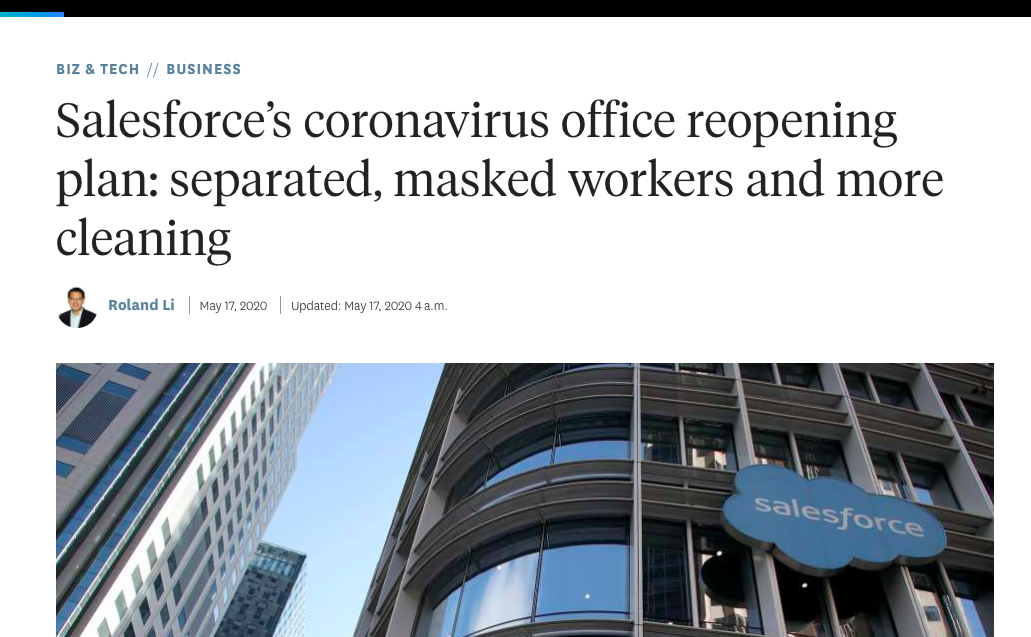 BIZ & TECH // BUSINESS
Salesforce’s coronavirus office reopening
plan: separated, masked workers and more
cleaning
Roland Li | May 17, 2020 | Updated: May 17, 2020 4 a.m.
salesforce